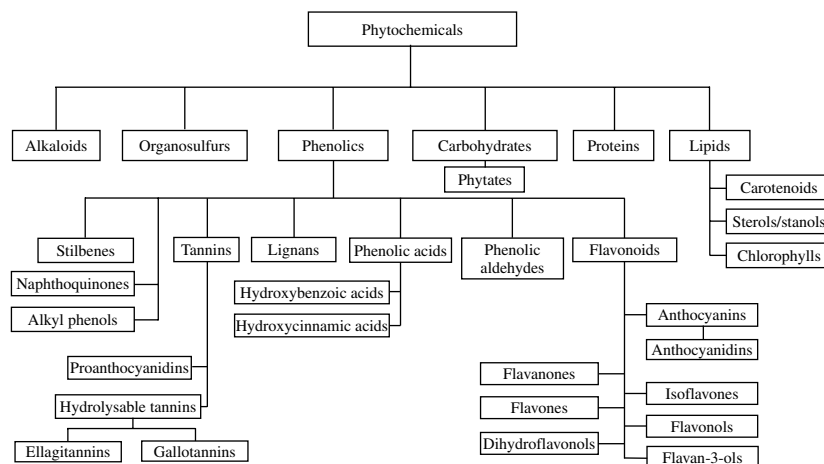 Phytochemicals
Alkaloids
Organosulfurs
Phenolics
Carbohydrates
Proteins
Lipids
Phytates
Carotenoids
Sterols/stanols
Chlorophylls
Stilbenes
Tannins
Lignans
Phenolic acids
Phenolic
aldehydes
Flavonoids
Naphthoquinones
Alkyl phenols
Hydroxybenzoic acids
Hydroxycinnamic acids
Anthocyanins
Anthocyanidins
Proanthocyanidins
Hydrolysable tannins
Ellagitannins
Gallotannins
Flavanones
Flavones
Dihydroflavonols
Isoflavones
Flavonols
Flavan-3-ols